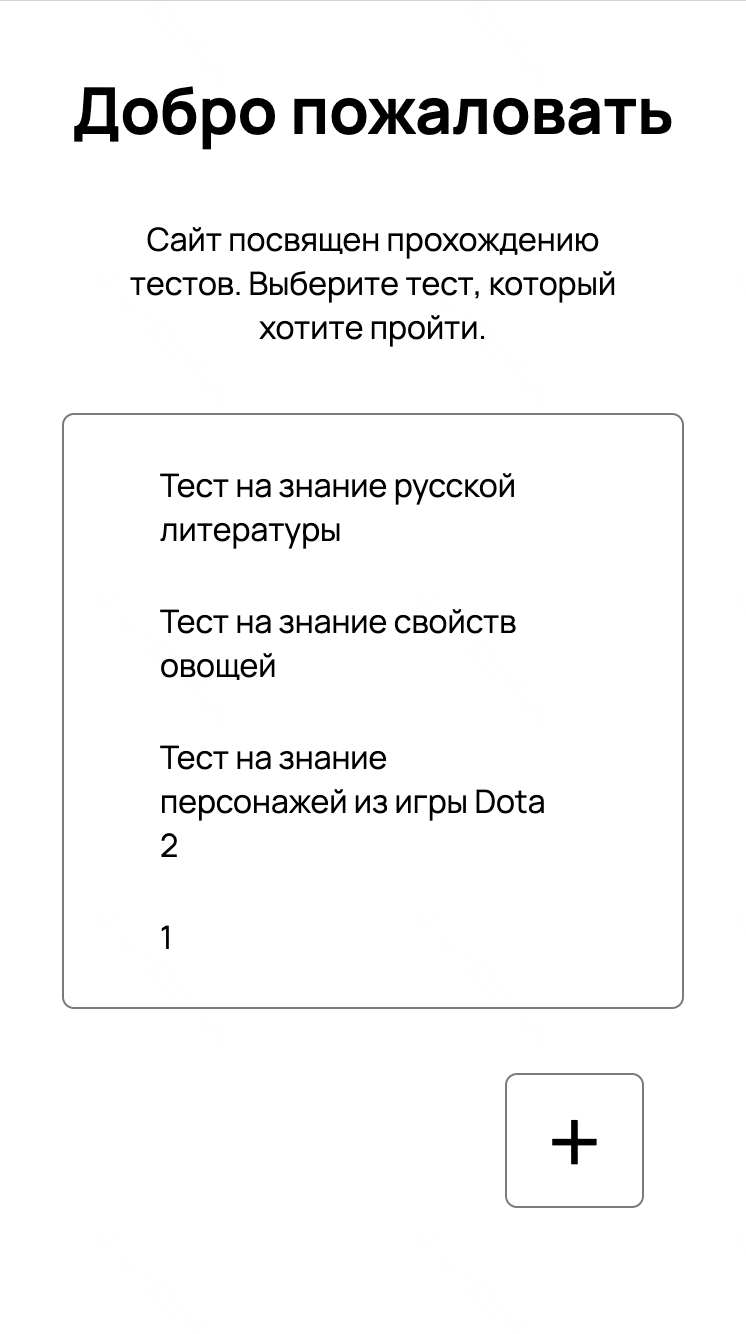 Добро пожаловать
Сайт посвящен прохождению
тестов. Выберите тест, который
хотите пройти.
Тест на знание русской
литературы
Тест на знание свойств
овощей
Тест на знание
персонажей из игры Dota
2
1
+